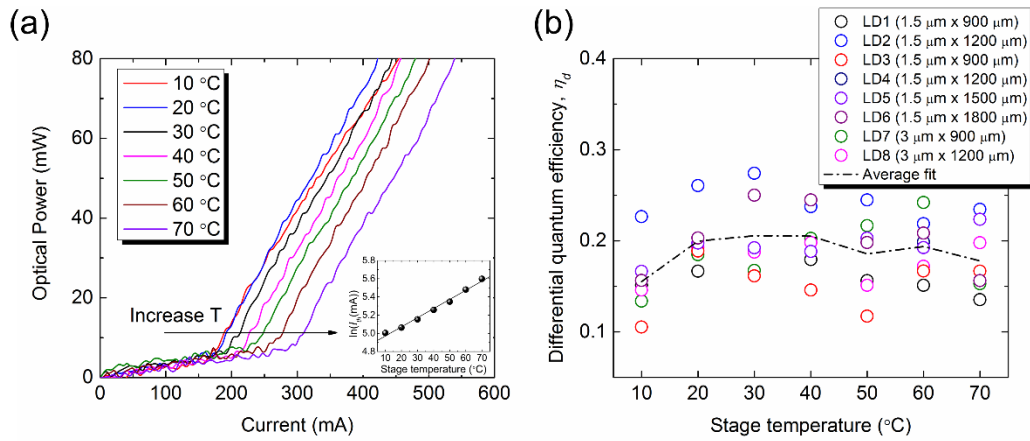 (a)
80
60
40
20
0
Optical Power (mW)
10 °C
20 °C
30 °C
40 °C
50 °C
60 °C
70 °C
Increase T
5.8
5.6
5.4
5.2
5.0
4.8
ln(Ith(mA))
10 20 30 40 50 60 70
Stage temperature (°C)
0 100 200 300 400 500 600
Current (mA)
(b)
LD1 (1.5 μm x 900 μm)
LD2 (1.5 μm x 1200 μm)
LD3 (1.5 μm x 900 μm)
LD4 (1.5 μm x 1200 μm)
LD5 (1.5 μm x 1500 μm)
LD6 (1.5 μm x 1800 μm)
LD7 (3 μm x 900 μm)
LD8 (3 μm x 1200 μm)
Average fit
0.4
0.3
0.2
0.1
Differential quantum efficiency, ηd
10 20 30 40 50 60 70
Stage temperature (°C)